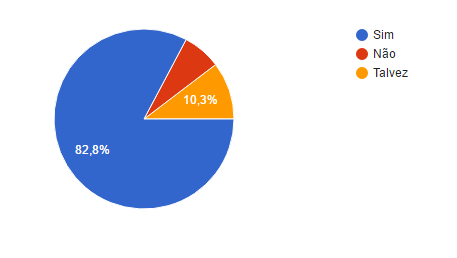 Sim
Não
Talvez
10,3%
82,8%